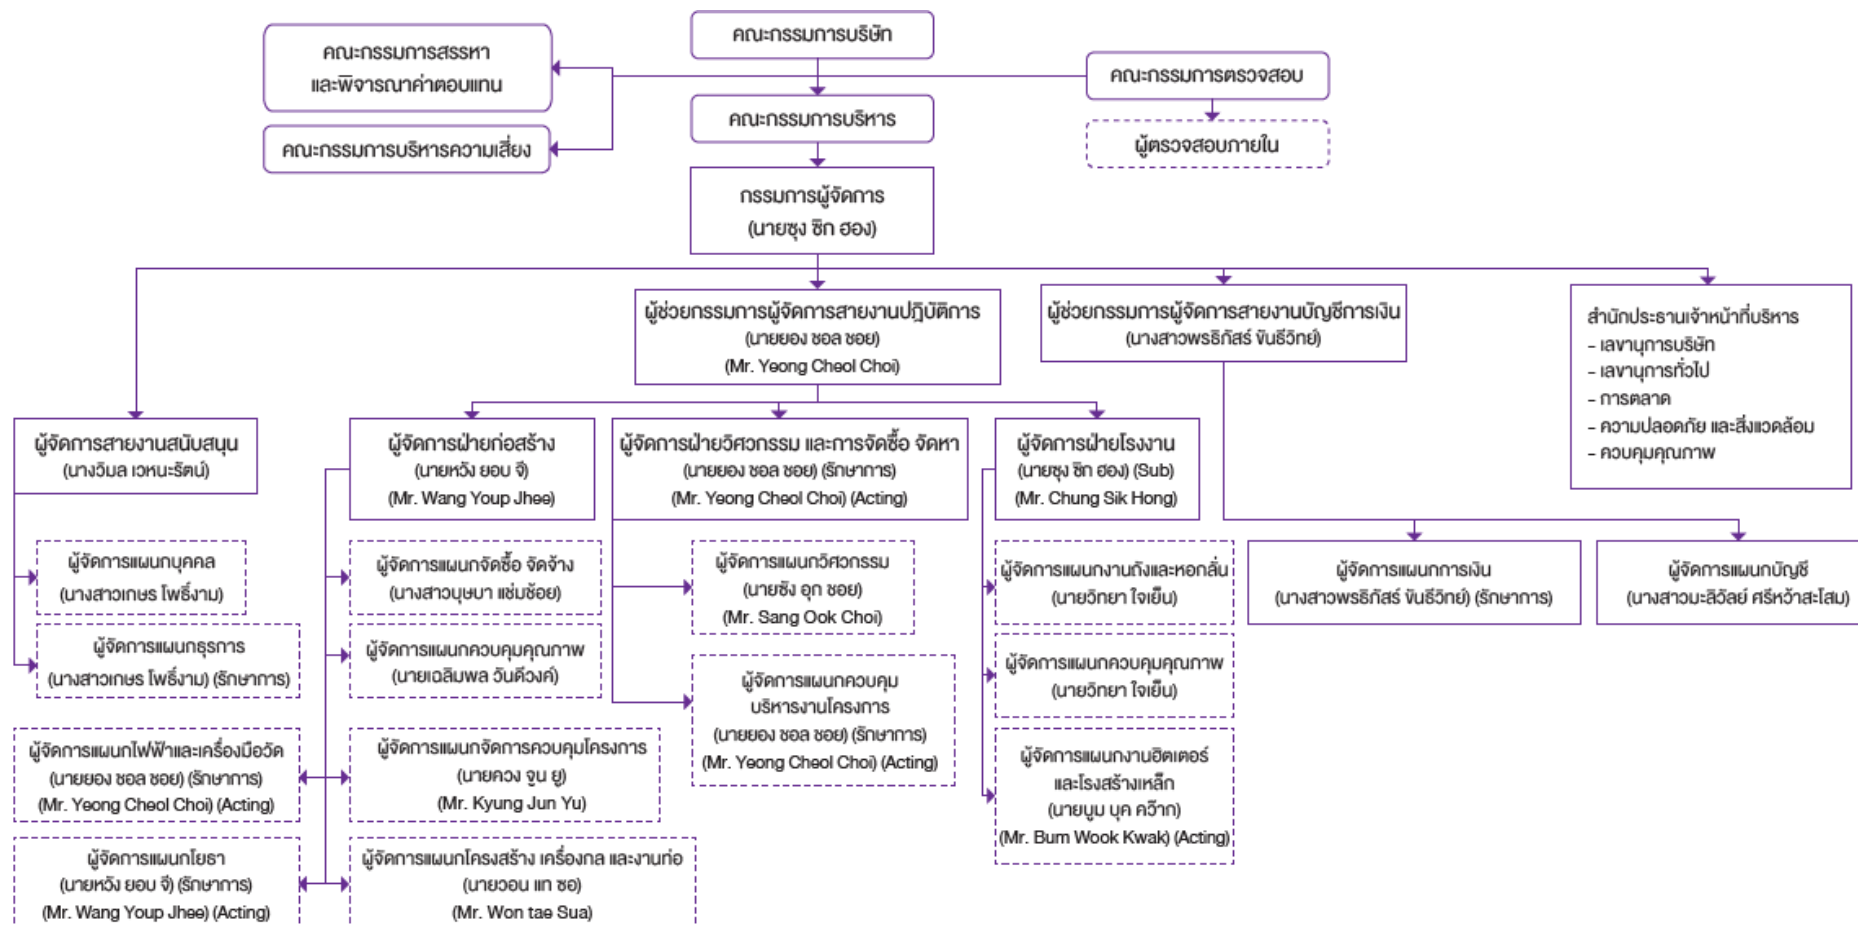 คณะกรรมการบริษัท
คณะกรรมการสรรหา
และพิจารณาค่าตอบแทน
คณะกรรมการตรวจสอบ
คณะกรรมการบริหาร
คณะกรรมการบริหารความเสี่ยง
ผู้ตรวจสอบภายใน
กรรมการผู้จัดการ
(นายซุง ซิก ฮอง)
ผู้ช่วยกรรมการผู้จัดการสายงานปฎิบัติการ
(นายยอง ชอล ชอย)
(Mr. Yeong Cheol Choi)
ผู้ช่วยกรรมการผู้จัดการสายงานบัญชีการเงิน
(นางสาวพรธิภัสร์ ขันธีวิทย์)
สำนักประธานเจ้าหน้าที่บริหาร
- เลขานุการบริษัท
- เลขานุการทั่วไป
- การตลาด
- ความปลอดภัย และสิ่งแวดล้อม
- ควบคุมคุณภาพ
ผู้จัดการสายงานสนับสนุน
(นางวิมล เวหนะรัตน์)
ผู้จัดการฝ่ายก่อสร้าง
(นายหวัง ยอบ จี)
(Mr. Wang Youp Jhee)
ผู้จัดการฝ่ายวิศวกรรม และการจัดซื้อ จัดหา
(นายยอง ชอล ชอย) (รักษาการ)
(Mr. Yeong Cheol Choi) (Acting)
ผู้จัดการฝ่ายโรงงาน
(นายซุง ซิก ฮอง) (Sub)
(Mr. Chung Sik Hong)
ผู้จัดการแผนกบุคคล
(นางสาวเกษร โพธิ์งาม)
ผู้จัดการแผนกจัดซื้อ จัดจ้าง
(นางสาวบุษบา แช่มช้อย)
ผู้จัดการแผนกวิศวกรรม
(นายซัง อุก ชอย)
(Mr. Sang Ook Choi)
ผู้จัดการแผนกงานถังและหอกลั่น
(นายวิทยา ใจเย็น)
ผู้จัดการแผนกการเงิน
(นางสาวพรธิภัสร์ ขันธีวิทย์) (รักษาการ)
ผู้จัดการแผนกบัญชี
(นางสาวมะลิวัลย์ ศรีหว้าสะโสม)
ผู้จัดการแผนกธุรการ
(นางสาวเกษร โพธิ์งาม) (รักษาการ)
ผู้จัดการแผนกควบคุมคุณภาพ
(นายเฉลิมพล วันดีวงค์)
ผู้จัดการแผนกควบคุม
บริหารงานโครงการ
(นายยอง ชอล ชอย) (รักษาการ)
(Mr. Yeong Cheol Choi) (Acting)
ผู้จัดการแผนกควบคุมคุณภาพ
(นายวิทยา ใจเย็น)
ผู้จัดการแผนกไฟฟ้าและเครื่องมือวัด
(นายยอง ชอล ชอย) (รักษาการ)
(Mr. Yeong Cheol Choi) (Acting)
ผู้จัดการแผนกจัดการควบคุมโครงการ
(นายควง จูน ยู)
(Mr. Kyung Jun Yu)
ผู้จัดการแผนกงานฮิตเตอร์
และโรงสร้างเหล็ก
(นายบูม บุค คว๊าก)
(Mr. Bum Wook Kwak) (Acting)
ผู้จัดการแผนกโยธา
(นายหวัง ยอบ จี) (รักษาการ)
(Mr. Wang Youp Jhee) (Acting)
ผู้จัดการแผนกโครงสร้าง เครื่องกล และงานท่อ
(นายวอน แท ซอ)
(Mr. Won tae Sua)